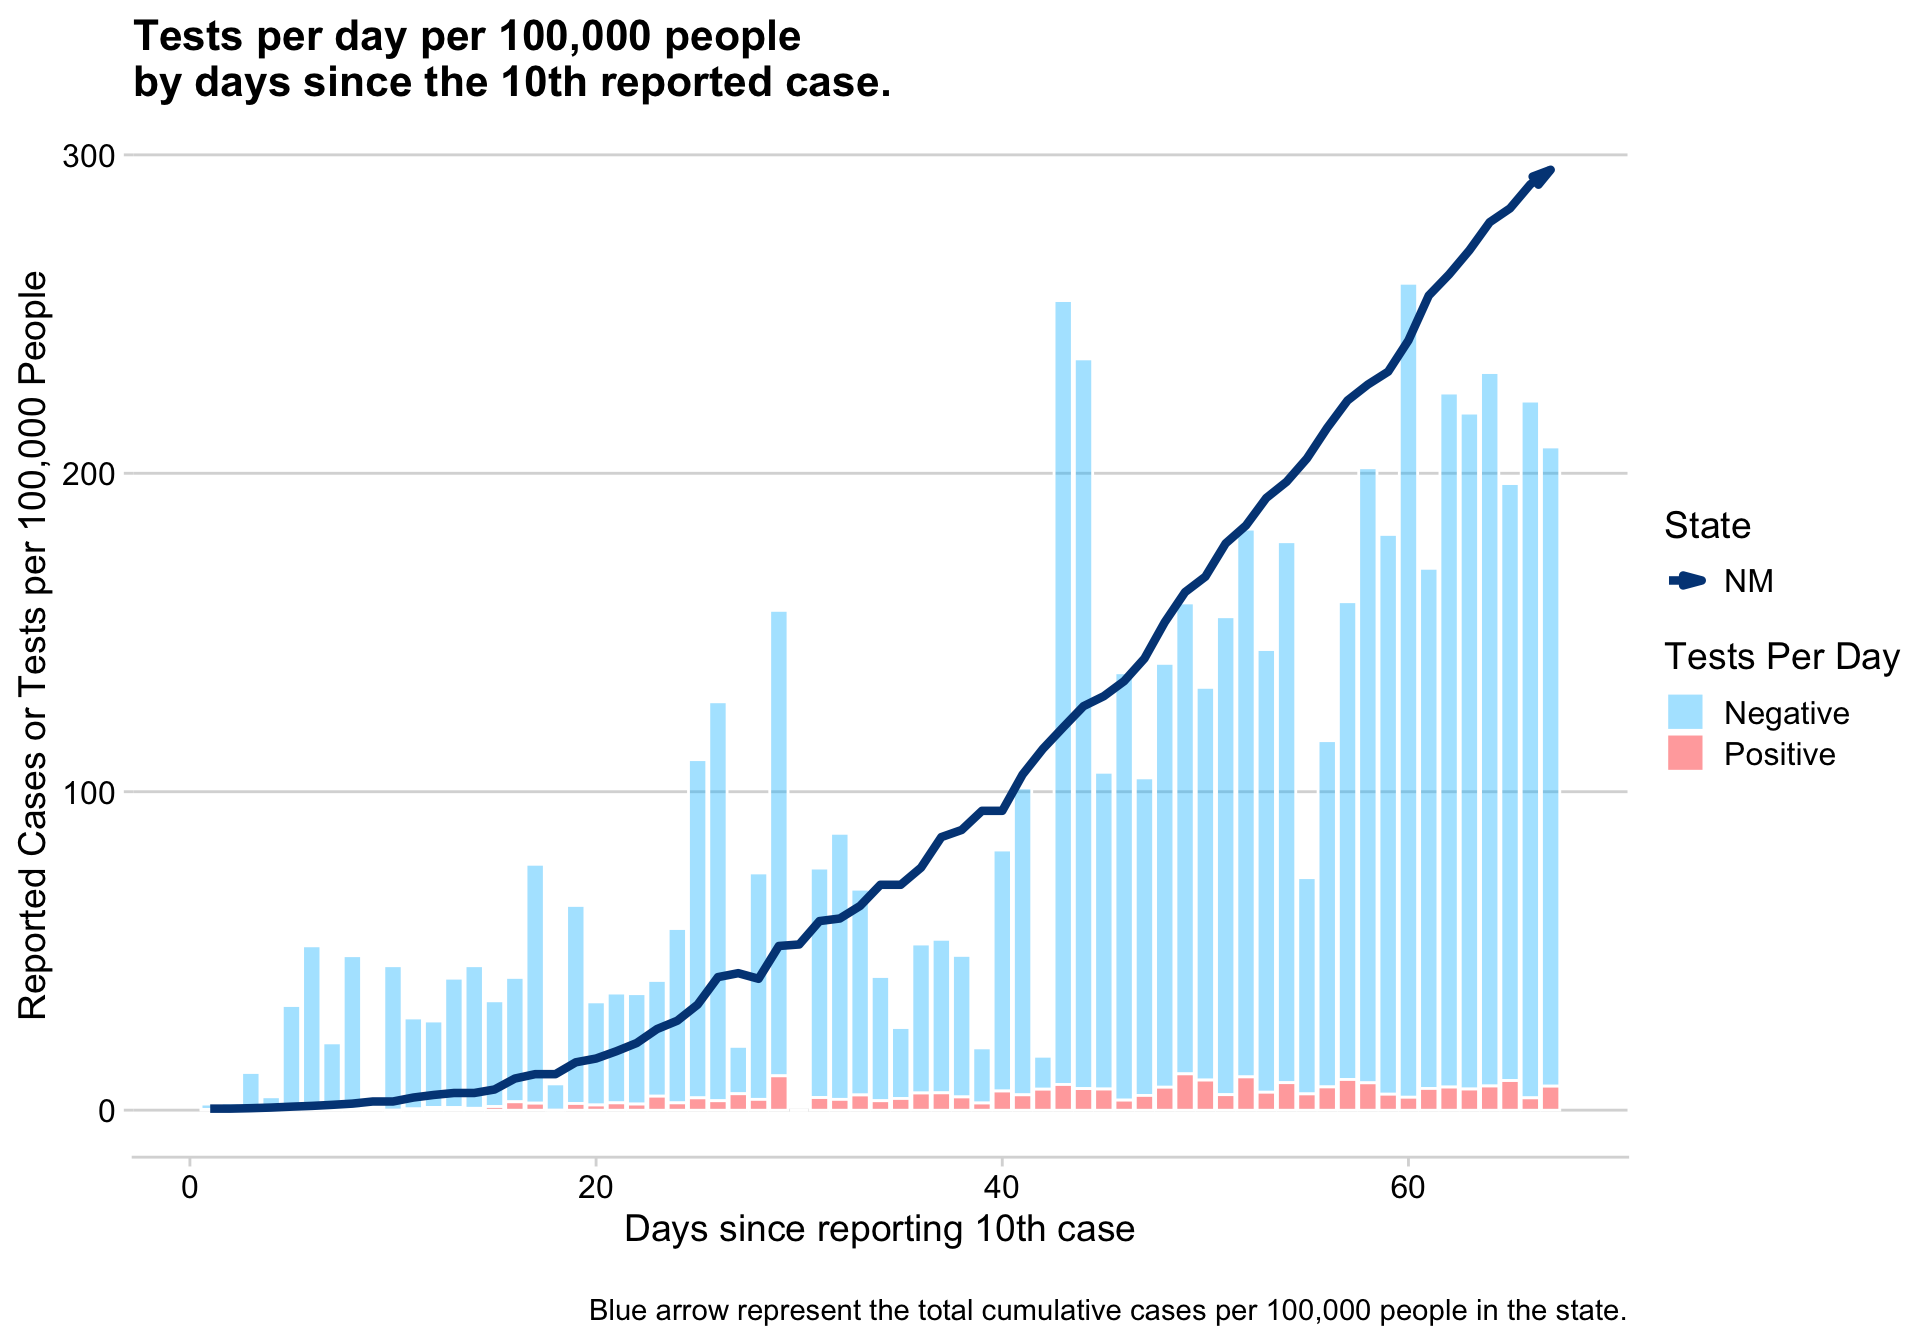 Tests per day per 100,000 people
by days since the 10th reported case.
Reported Cases or Tests per 100,000 People
300
200
100
0
0
20
40
60
Days since reporting 10th case
State
NM
Tests Per Day
Negative
Positive
Blue arrow represent the total cumulative cases per 100,000 people in the state.